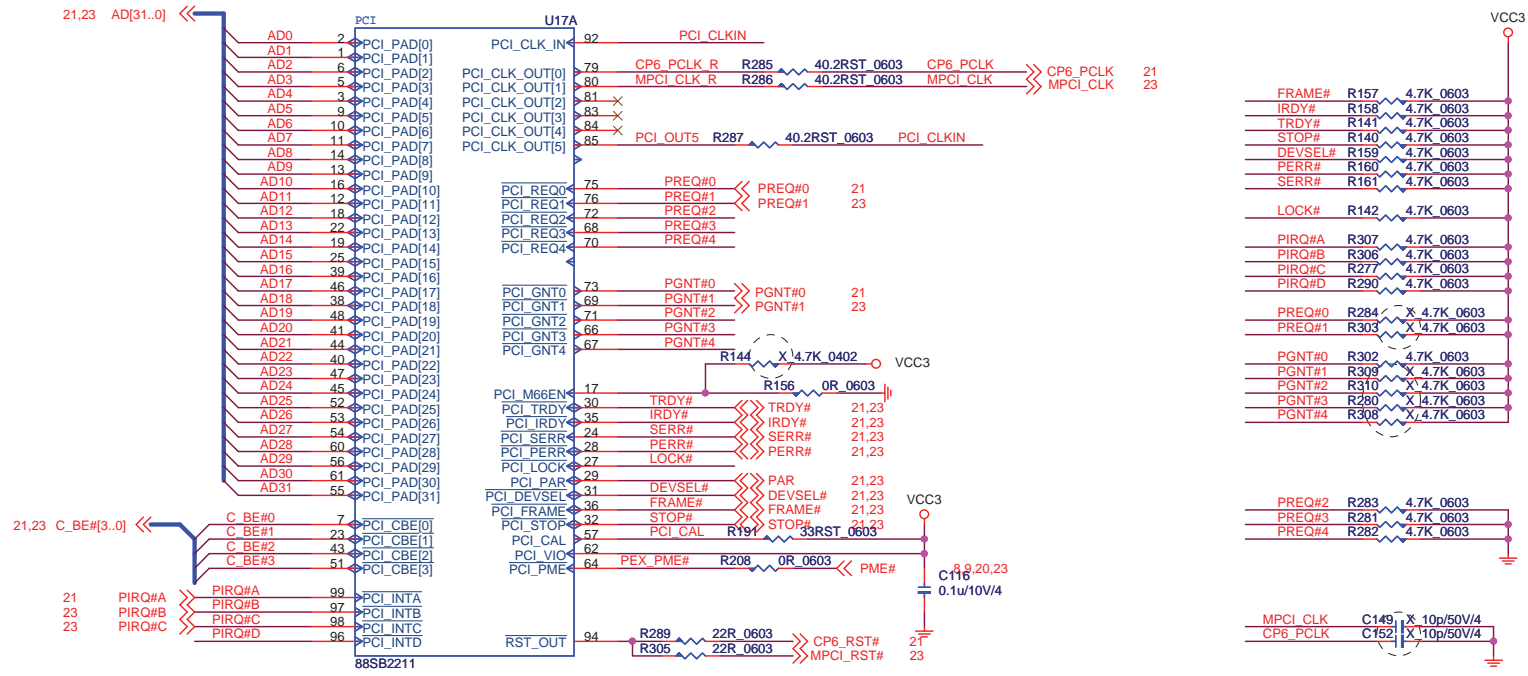 21,23 AD[31..0]
PCI U17A
AD0 2 PCI_PAD[0]
AD1 1 PCI_PAD[1]
AD2 6 PCI_PAD[2]
AD3 5 PCI_PAD[3]
AD4 3 PCI_PAD[4]
AD5 9 PCI_PAD[5]
AD6 10 PCI_PAD[6]
AD7 11 PCI_PAD[7]
AD8 14 PCI_PAD[8]
AD9 13 PCI_PAD[9]
AD10 16 PCI_PAD[10]
AD11 12 PCI_PAD[11]
AD12 18 PCI_PAD[12]
AD13 22 PCI_PAD[13]
AD14 19 PCI_PAD[14]
AD15 25 PCI_PAD[15]
AD16 39 PCI_PAD[16]
AD17 46 PCI_PAD[17]
AD18 38 PCI_PAD[18]
AD19 48 PCI_PAD[19]
AD20 41 PCI_PAD[20]
AD21 44 PCI_PAD[21]
AD22 40 PCI_PAD[22]
AD23 47 PCI_PAD[23]
AD24 45 PCI_PAD[24]
AD25 52 PCI_PAD[25]
AD26 53 PCI_PAD[26]
AD27 54 PCI_PAD[27]
AD28 60 PCI_PAD[28]
AD29 56 PCI_PAD[29]
AD30 61 PCI_PAD[30]
AD31 55 PCI_PAD[31]
21,23 C_BE#[3..0]
C_BE#0 7 PCI_CBE[0]
C_BE#1 23 PCI_CBE[1]
C_BE#2 43 PCI_CBE[2]
C_BE#3 51 PCI_CBE[3]
21 PIRQ#A PIRQ#A 99 PCI_INTA
23 PIRQ#B PIRQ#B 97 PCI_INTB
23 PIRQ#C PIRQ#C 98 PCI_INTC
PIRQ#D 96 PCI_INTD
88SB2211
PCI_CLK_IN 92 PCI_CLKIN
PCI_CLK_OUT[0] 79 CP6_PCLK_R R285 40.2RST_0603 CP6_PCLK CP6_PCLK 21
PCI_CLK_OUT[1] 80 MPCI_CLK_R R286 40.2RST_0603 MPCI_CLK MPCI_CLK 23
PCI_CLK_OUT[2] 81
PCI_CLK_OUT[3] 83
PCI_CLK_OUT[4] 84
PCI_CLK_OUT[5] 85 PCI_OUT5 R287 40.2RST_0603 PCI_CLKIN
PCI_REQ0 75 PREQ#0 PREQ#0 21
PCI_REQ1 76 PREQ#1 PREQ#1 23
PCI_REQ2 72 PREQ#2
PCI_REQ3 68 PREQ#3
PCI_REQ4 70 PREQ#4
PCI_GNT0 73 PGNT#0 PGNT#0 21
PCI_GNT1 69 PGNT#1 PGNT#1 23
PCI_GNT2 71 PGNT#2
PCI_GNT3 66 PGNT#3
PCI_GNT4 67 PGNT#4
R144 X_4.7K_0402 VCC3
PCI_M66EN 17 R156 0R_0603
PCI_TRDY 30 TRDY# TRDY# 21,23
PCI_IRDY 35 IRDY# IRDY# 21,23
PCI_SERR 24 SERR# SERR# 21,23
PCI_PERR 28 PERR# PERR# 21,23
PCI_LOCK 27 LOCK#
PCI_PAR 29 PAR 21,23
PCI_DEVSEL 31 DEVSEL# DEVSEL# 21,23
PCI_FRAME 36 FRAME# FRAME# 21,23
PCI_STOP 32 STOP# STOP# 21,23
VCC3
PCI_CAL 57 PCI_CAL R191 33RST_0603
PCI_VIO 62
PCI_PME 64 PEX_PME# R208 0R_0603 PME# 8,9,20,23
C116
0.1u/10V/4
RST_OUT 94 R289 22R_0603 CP6_RST# 21
R305 22R_0603 MPCI_RST# 23
VCC3
FRAME# R157 4.7K_0603
IRDY# R158 4.7K_0603
TRDY# R141 4.7K_0603
STOP# R140 4.7K_0603
DEVSEL# R159 4.7K_0603
PERR# R160 4.7K_0603
SERR# R161 4.7K_0603
LOCK# R142 4.7K_0603
PIRQ#A R307 4.7K_0603
PIRQ#B R306 4.7K_0603
PIRQ#C R277 4.7K_0603
PIRQ#D R290 4.7K_0603
PREQ#0 R284 X_4.7K_0603
PREQ#1 R303 X_4.7K_0603
PGNT#0 R302 X_4.7K_0603
PGNT#1 R309 X_4.7K_0603
PGNT#2 R310 X_4.7K_0603
PGNT#3 R280 X_4.7K_0603
PGNT#4 R308 X_4.7K_0603
PREQ#2 R283 4.7K_0603
PREQ#3 R281 4.7K_0603
PREQ#4 R282 4.7K_0603
MPCI_CLK C149 X_10p/50V/4
CP6_PCLK C152 X_10p/50V/4